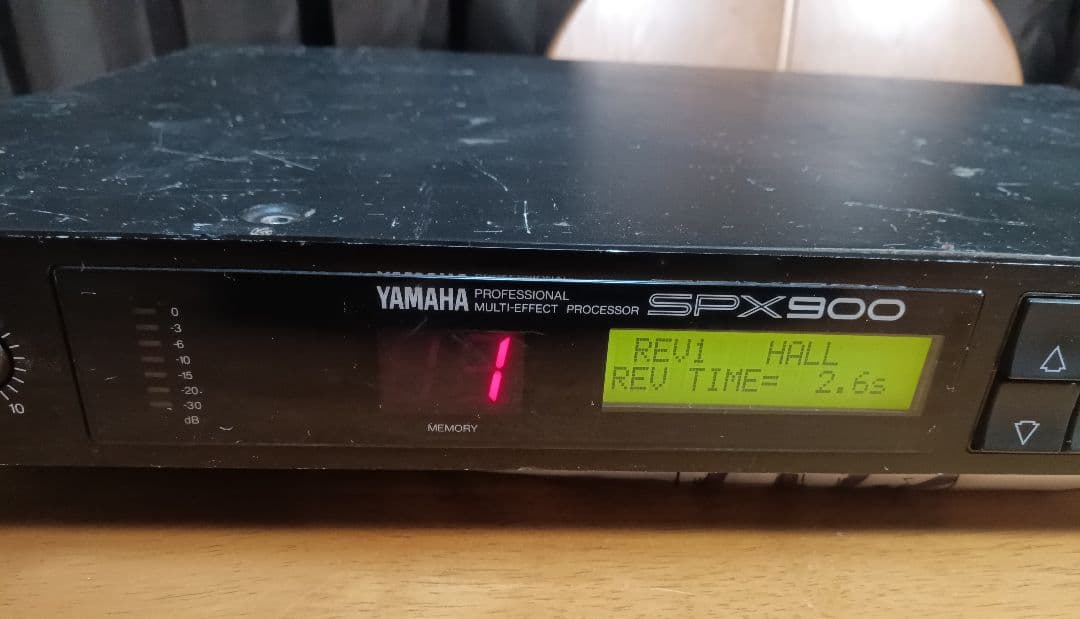 YAMAHA PROFESSIONAL MULTI-EFFECT PROCESSOR SPX900
0
-3
-6
-10
-15
-20
-30
dB
10
1
MEMORY
REV1 HALL
REV TIME= 2.6s